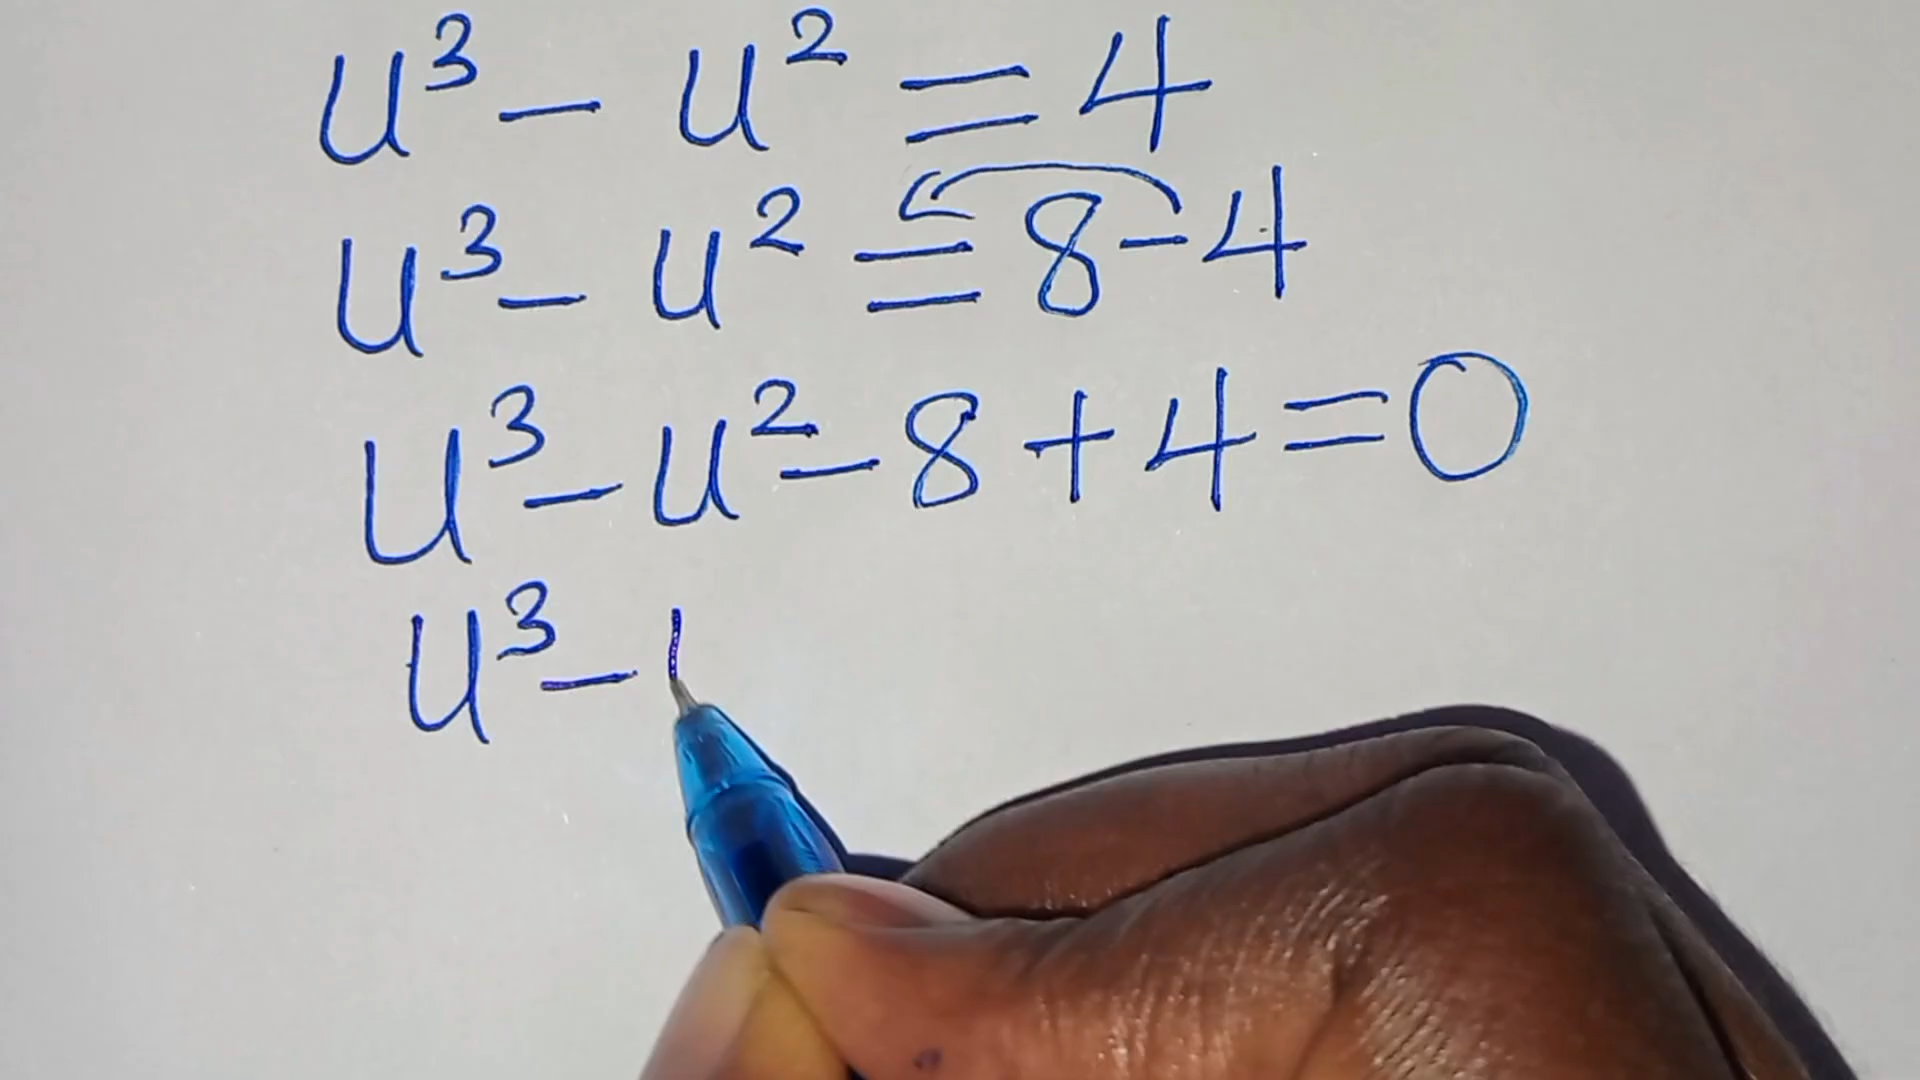 u³ - u² = 4
u³ - u² = 8 - 4
u³ - u² - 8 + 4 = 0
u³ -